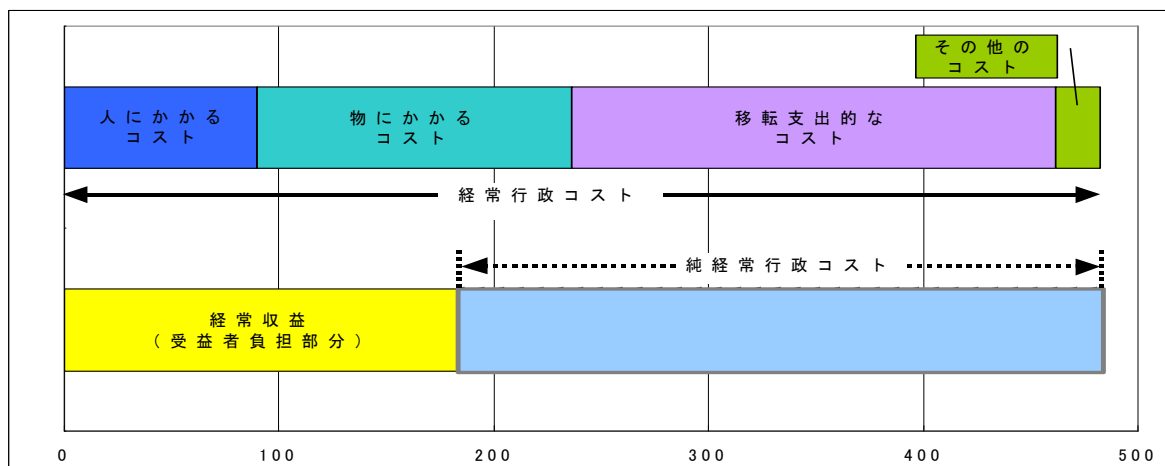 その他の
コスト
人にかかる
コスト
物にかかる
コスト
移転支出的な
コスト
経常行政コスト
純経常行政コスト
経常収益
(受益者負担部分)
0
100
200
300
400
500